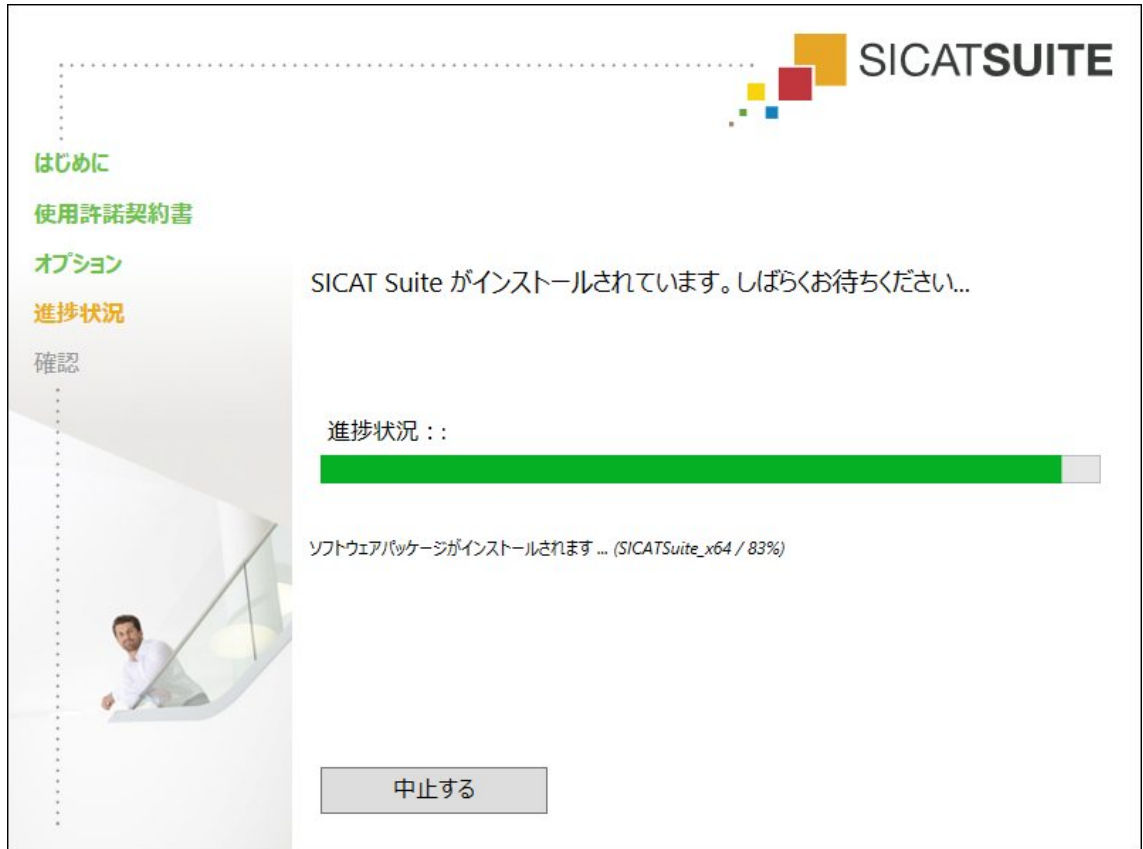 SICATSUITE
はじめに
使用許諾契約書
オプション
進捗状況
確認
SICAT Suite がインストールされています。しばらくお待ちください...
進捗状況：:
ソフトウェアパッケージがインストールされます ... (SICATSuite_x64 / 83%)
中止する